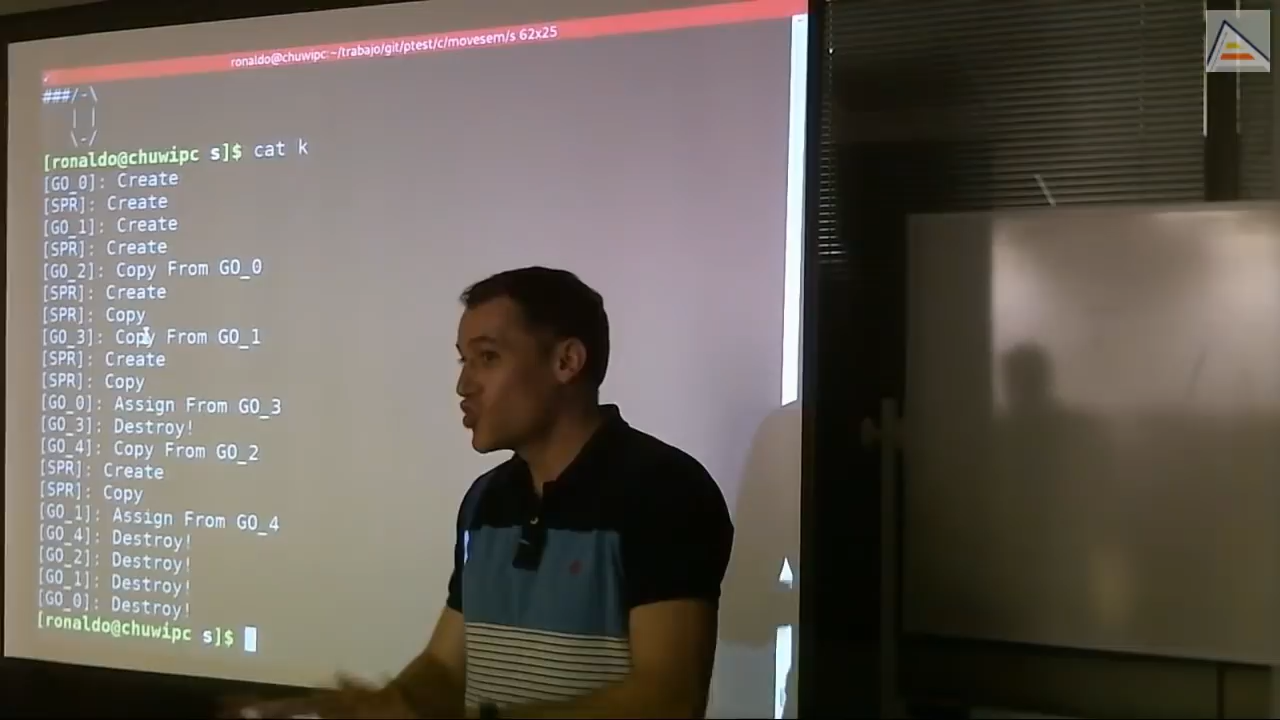 ronaldo@chuwipc:~/trabajo/git/ptest/c/movesem/s 62x25
###/-\
| |
\-/
[ronaldo@chuwipc s]$ cat k
[GO_0]: Create
[SPR]: Create
[GO_1]: Create
[SPR]: Create
[GO_2]: Copy From GO_0
[SPR]: Create
[SPR]: Copy
[GO_3]: Copy From GO_1
[SPR]: Create
[SPR]: Copy
[GO_0]: Assign From GO_3
[GO_3]: Destroy!
[GO_4]: Copy From GO_2
[SPR]: Create
[SPR]: Copy
[GO_1]: Assign From GO_4
[GO_4]: Destroy!
[GO_2]: Destroy!
[GO_1]: Destroy!
[GO_0]: Destroy!
[ronaldo@chuwipc s]$